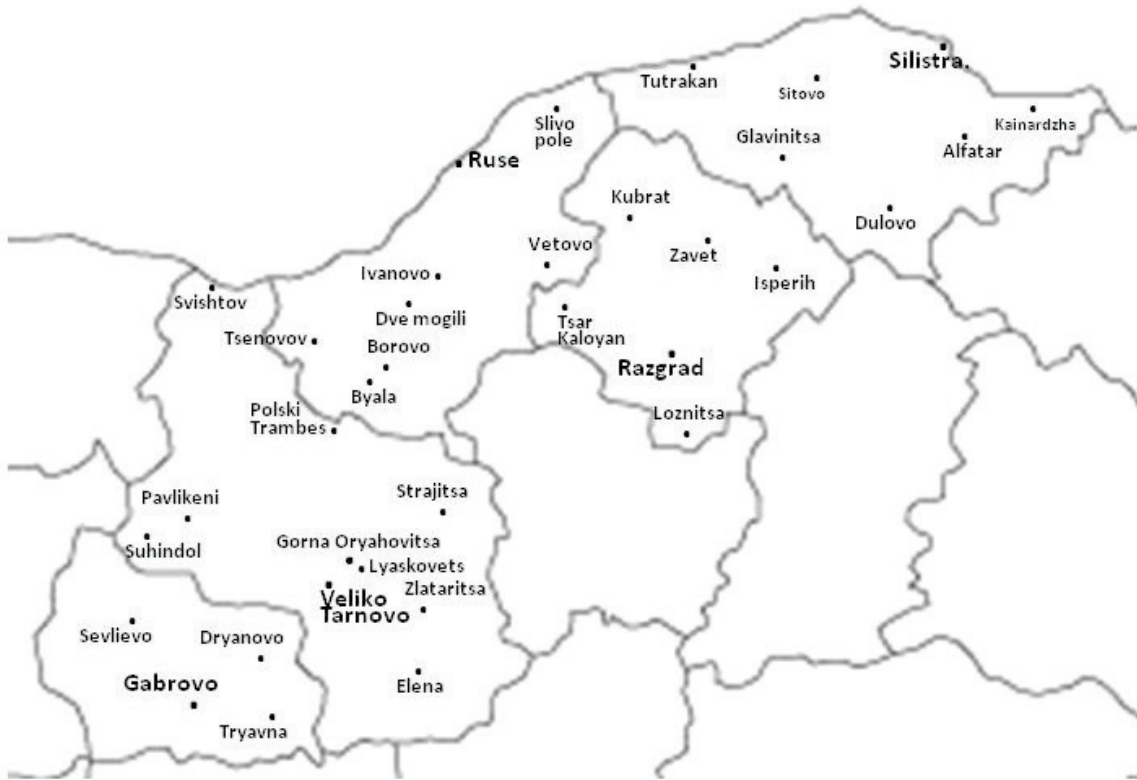 Silistra.
Tutrakan
Sitovo
Slivo
pole
Kainardzha
Glavinitsa
Alfatar
Ruse
Kubrat
Dulovo
Vetovo
Zavet
Ivanovo
Isperih
Svishtov
Dve mogili
Tsar
Kaloyan
Tsenovov
Borovo
Razgrad
Byala
Polski
Trambes
Loznitsa
Pavlikeni
Strajitsa
Gorna Oryahovitsa
Suhindol
Lyaskovets
Zlataritsa
Veliko
Tarnovo
Sevlievo
Dryanovo
Gabrovo
Elena
Tryavna